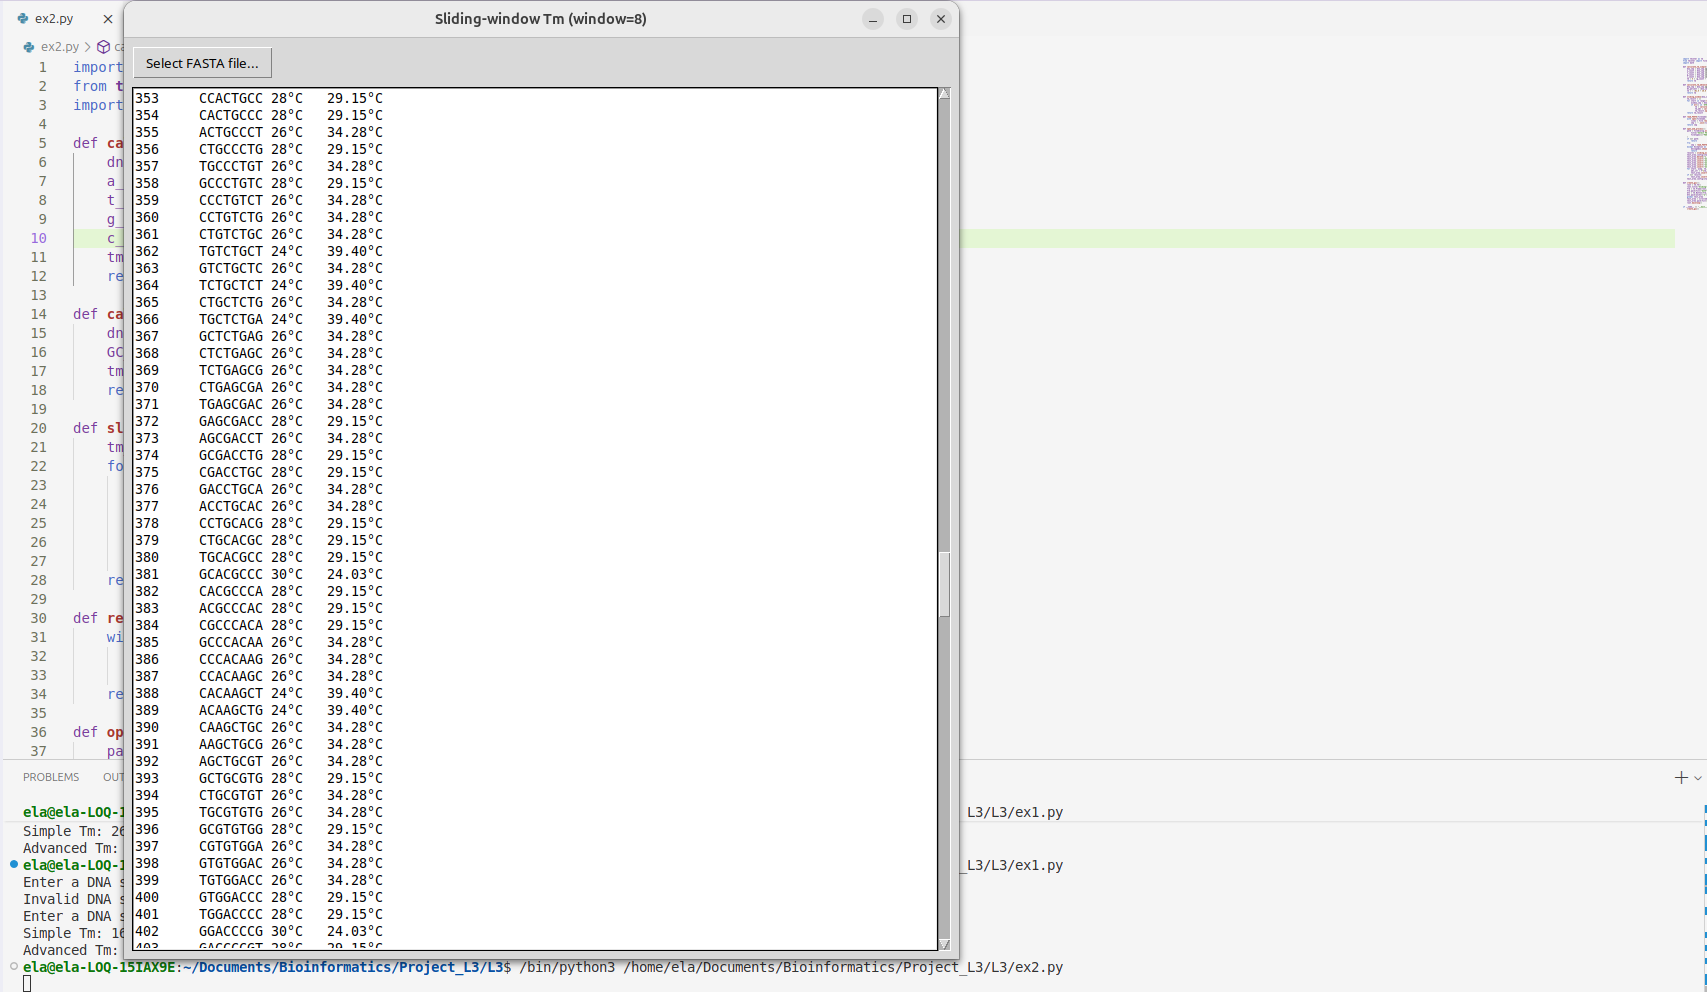 ex2.py
Sliding-window Tm (window=8)
ex2.py > ca
Select FASTA file...
1 import
2 from t
3 import
4
5 def ca
6 dn
7 a_
8 t_
9 g_
10 c_
11 tm
12 re
13
14 def ca
15 dn
16 GC
17 tm
18 re
19
20 def sl
21 tm
22 fo
23
24
25
26
27
28 re
29
30 def re
31 wi
32
33
34 re
35
36 def op
37 pa
353 CCACTGCC 28°C 29.15°C
354 CACTGCCC 28°C 29.15°C
355 ACTGCCCT 26°C 34.28°C
356 CTGCCCTG 28°C 29.15°C
357 TGCCCTGT 26°C 34.28°C
358 GCCCTGTC 28°C 29.15°C
359 CCCTGTCT 26°C 34.28°C
360 CCTGTCTG 26°C 34.28°C
361 CTGTCTGC 26°C 34.28°C
362 TGTCTGCT 24°C 39.40°C
363 GTCTGCTC 26°C 34.28°C
364 TCTGCTCT 24°C 39.40°C
365 CTGCTCTG 26°C 34.28°C
366 TGCTCTGA 24°C 39.40°C
367 GCTCTGAG 26°C 34.28°C
368 CTCTGAGC 26°C 34.28°C
369 TCTGAGCG 26°C 34.28°C
370 CTGAGCGA 26°C 34.28°C
371 TGAGCGAC 26°C 34.28°C
372 GAGCGACC 28°C 29.15°C
373 AGCGACCT 26°C 34.28°C
374 GCGACCTG 28°C 29.15°C
375 CGACCTGC 28°C 29.15°C
376 GACCTGCA 26°C 34.28°C
377 ACCTGCAC 26°C 34.28°C
378 CCTGCACG 28°C 29.15°C
379 CTGCACGC 28°C 29.15°C
380 TGCACGCC 28°C 29.15°C
381 GCACGCCC 30°C 24.03°C
382 CACGCCCA 28°C 29.15°C
383 ACGCCCAC 28°C 29.15°C
384 CGCCCACA 28°C 29.15°C
385 GCCCACAA 26°C 34.28°C
386 CCCACAAG 26°C 34.28°C
387 CCACAAGC 26°C 34.28°C
388 CACAAGCT 24°C 39.40°C
389 ACAAGCTG 24°C 39.40°C
390 CAAGCTGC 26°C 34.28°C
391 AAGCTGCG 26°C 34.28°C
392 AGCTGCGT 26°C 34.28°C
393 GCTGCGTG 28°C 29.15°C
394 CTGCGTGT 26°C 34.28°C
395 TGCGTGTG 26°C 34.28°C
396 GCGTGTGG 28°C 29.15°C
397 CGTGTGGA 26°C 34.28°C
398 GTGTGGAC 26°C 34.28°C
399 TGTGGACC 26°C 34.28°C
400 GTGGACCC 28°C 29.15°C
401 TGGACCCC 28°C 29.15°C
402 GGACCCCG 30°C 24.03°C
403 GACCCCGT 28°C 29.15°C
PROBLEMS OUT
ela@ela-LOQ-1 _L3/L3/ex1.py
Simple Tm: 26
Advanced Tm:
ela@ela-LOQ-1 _L3/L3/ex1.py
Enter a DNA s
Invalid DNA s
Enter a DNA s
Simple Tm: 16
Advanced Tm:
ela@ela-LOQ-15IAX9E:~/Documents/Bioinformatics/Project_L3/L3$ /bin/python3 /home/ela/Documents/Bioinformatics/Project_L3/L3/ex2.py